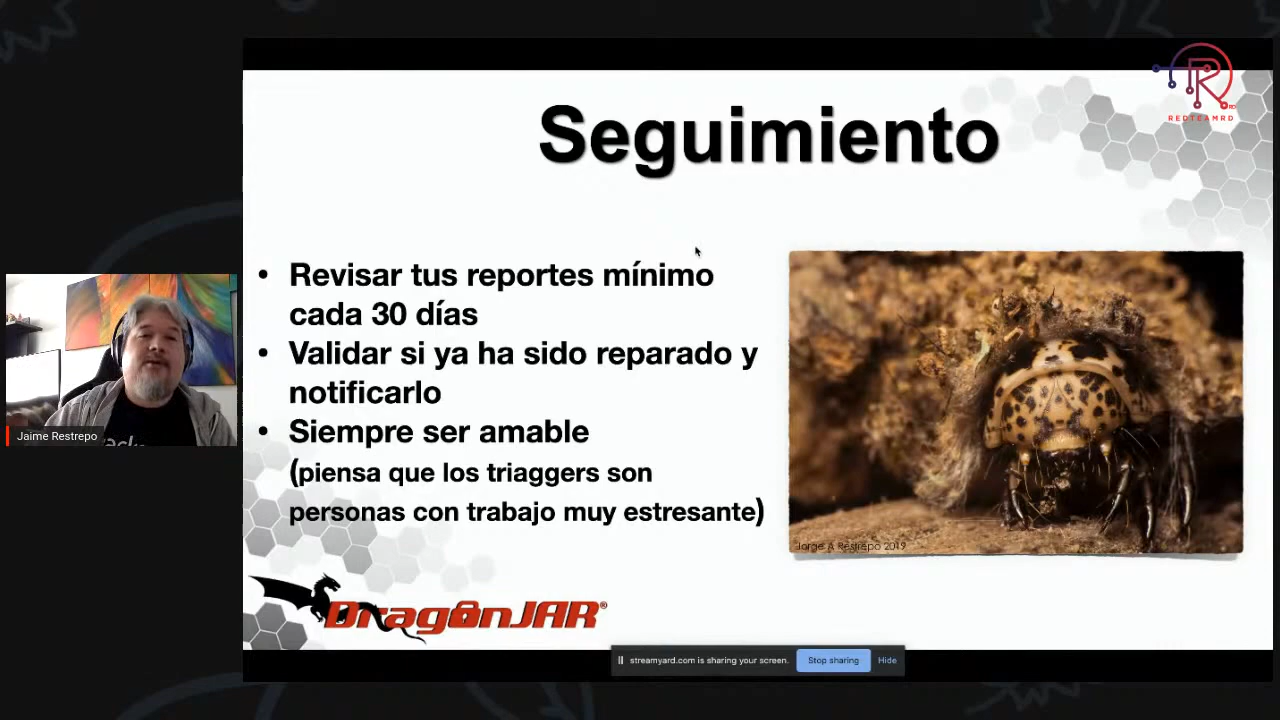 REDTEAMRD
Seguimiento
• Revisar tus reportes mínimo
cada 30 días
• Validar si ya ha sido reparado y
notificarlo
• Siempre ser amable
(piensa que los triaggers son
personas con trabajo muy estresante)
Jaime Restrepo
Jorge A Restrepo 2019
DragonJAR®
streamyard.com is sharing your screen.
Stop sharing
Hide